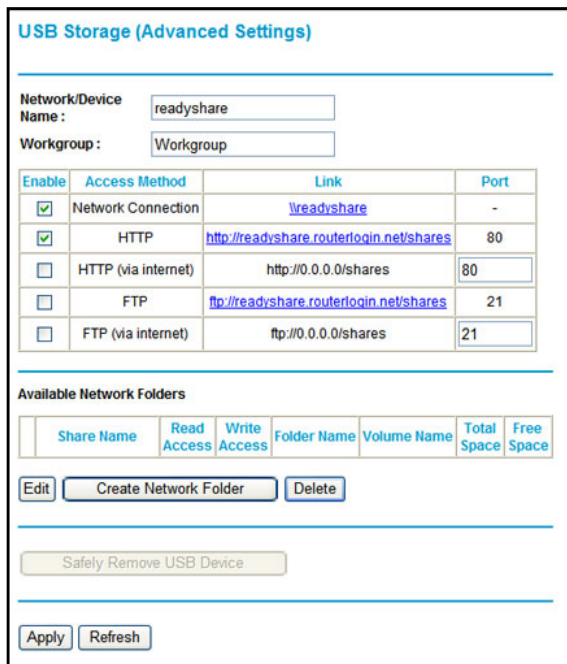 USB Storage (Advanced Settings)
Network/Device
Name :
readyshare
Workgroup :
Workgroup
Enable Access Method Link Port
Network Connection \\readyshare -
HTTP http://readyshare.routerlogin.net/shares 80
HTTP (via internet) http://0.0.0.0/shares 80
FTP ftp://readyshare.routerlogin.net/shares 21
FTP (via internet) ftp://0.0.0.0/shares 21
Available Network Folders
Share Name Read Access Write Access Folder Name Volume Name Total Space Free Space
Edit Create Network Folder Delete
Safely Remove USB Device
Apply Refresh